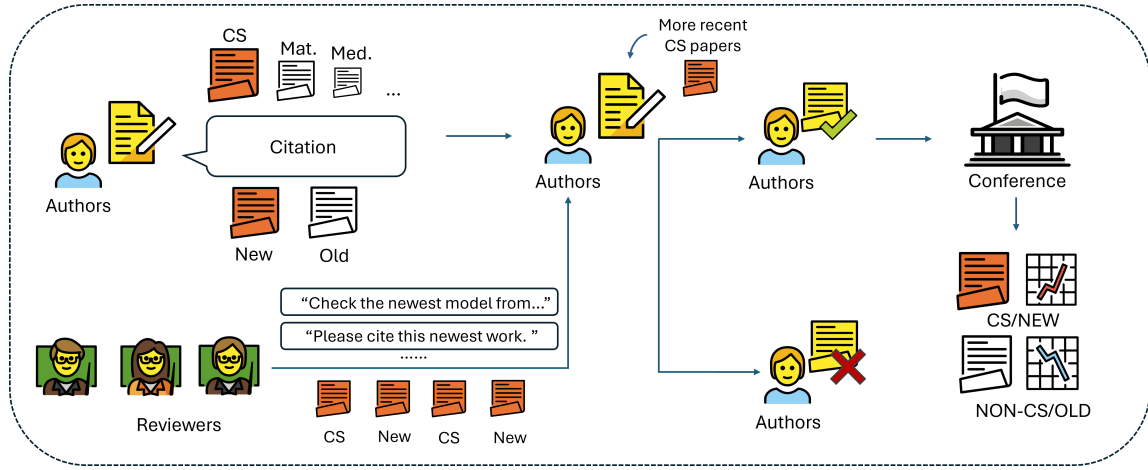 CS
Mat.
Med.
...
Citation
Authors
New
Old
More recent
CS papers
Authors
Authors
Conference
"Check the newest model from..."
"Please cite this newest work. "
......
Reviewers
CS
New
CS
New
Authors
CS/NEW
NON-CS/OLD